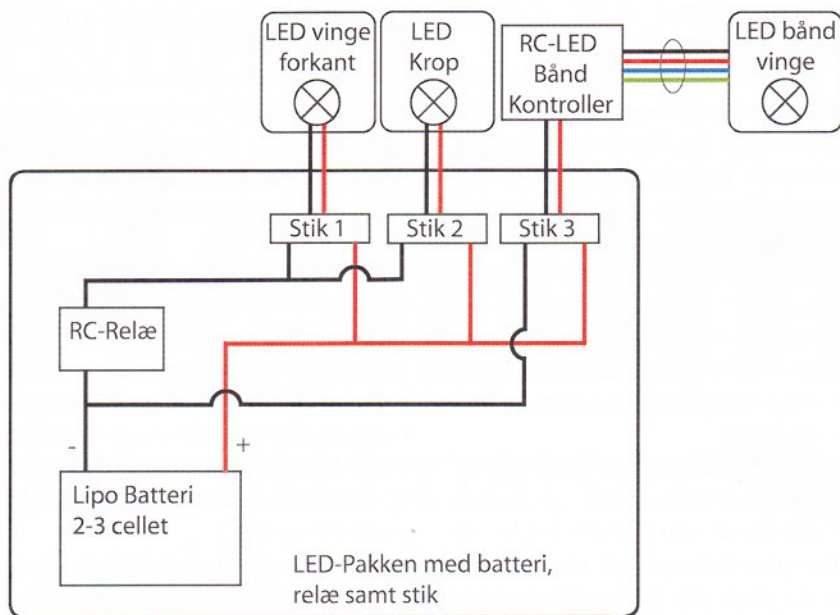 LED vinge
forkant
LED
Krop
RC-LED
Bånd
Kontroller
LED bånd
vinge
Stik 1
Stik 2
Stik 3
RC-Relæ
-
+
Lipo Batteri
2-3 cellet
LED-Pakken med batteri,
relæ samt stik